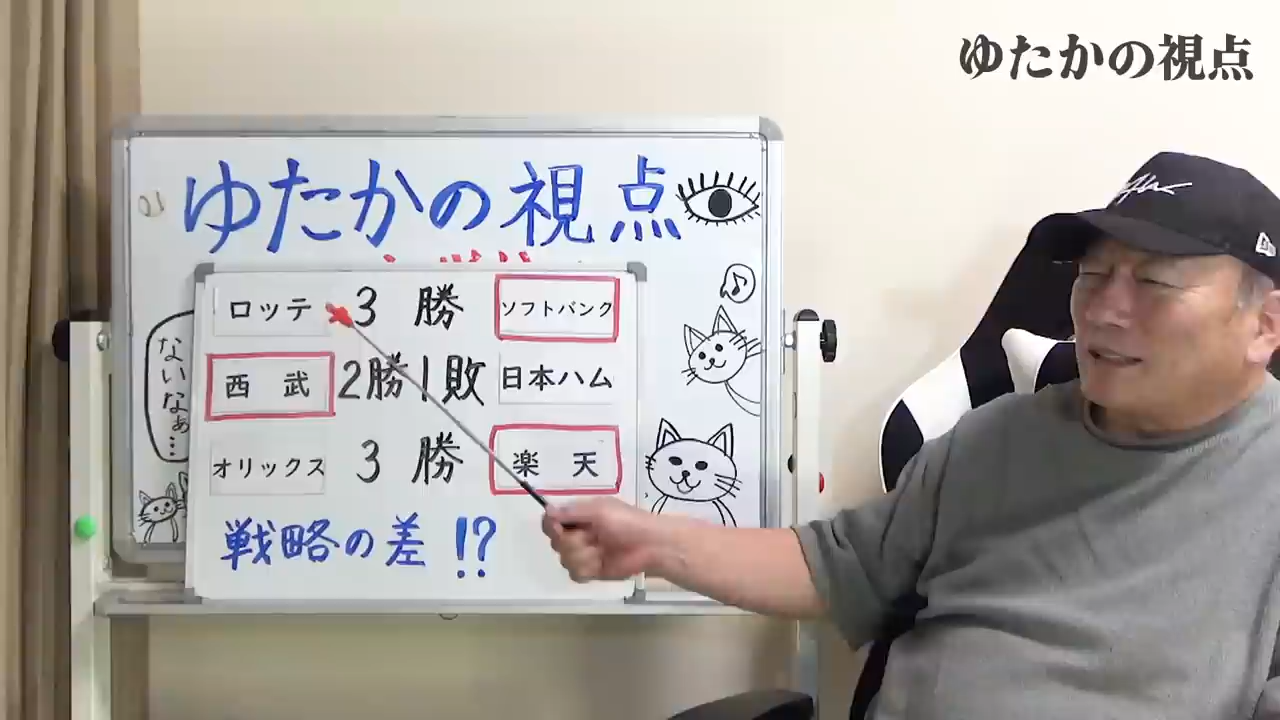 ゆたかの視点
ゆたかの視点
ロッテ 3 勝 ソフトバンク
西 武 2勝1敗 日本ハム
オリックス 3 勝 楽 天
戦略の差 !?
ないなぁ…